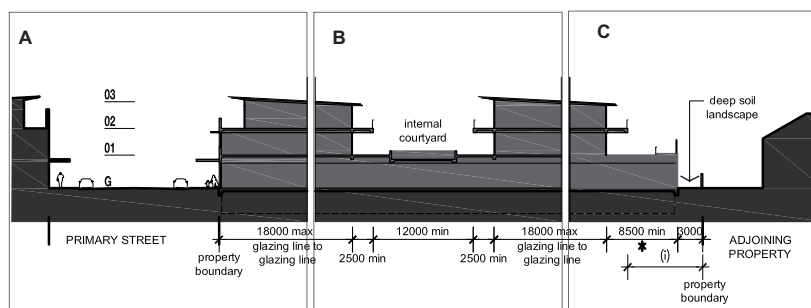 A
B
C
03
02
01
G
internal
courtyard
deep soil
landscape
PRIMARY STREET
property
boundary
18000 max
glazing line to
glazing line
2500 min
12000 min
2500 min
18000 max
glazing line to
glazing line
8500 min
3000
*
(i)
ADJOINING
PROPERTY
property
boundary